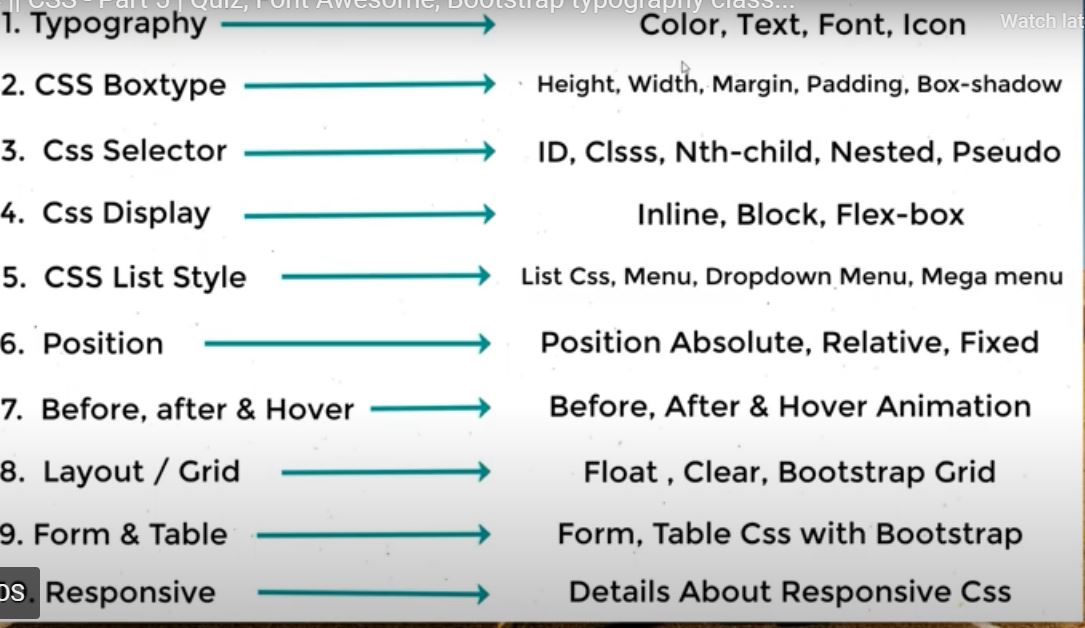 || CSS - Part 5 | Quiz, Font Awesome, Bootstrap typography class...
Watch lat
1. Typography Color, Text, Font, Icon
2. CSS Boxtype Height, Width, Margin, Padding, Box-shadow
3. Css Selector ID, Clsss, Nth-child, Nested, Pseudo
4. Css Display Inline, Block, Flex-box
5. CSS List Style List Css, Menu, Dropdown Menu, Mega menu
6. Position Position Absolute, Relative, Fixed
7. Before, after & Hover Before, After & Hover Animation
8. Layout / Grid Float , Clear, Bootstrap Grid
9. Form & Table Form, Table Css with Bootstrap
. Responsive Details About Responsive Css
OS